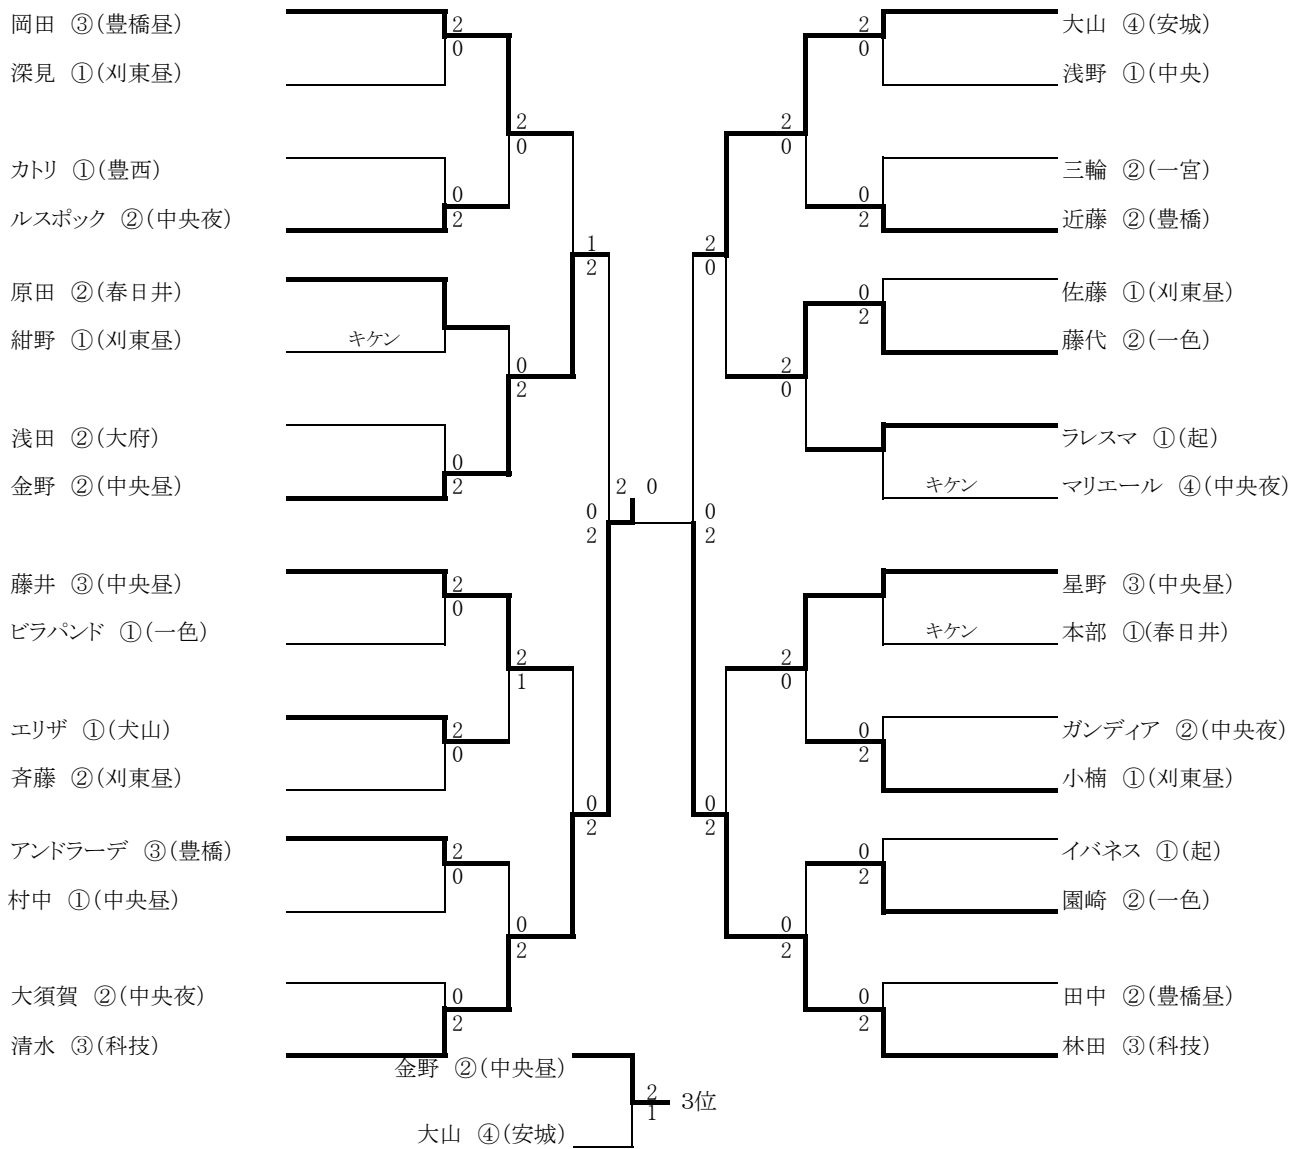 岡田 ③(豊橋昼)
2
0
深見 ①(刈東昼)
2
0
カトリ ①(豊西)
0
2
ルスポック ②(中央夜)
1
2
原田 ②(春日井)
紺野 ①(刈東昼)
キケン
0
2
浅田 ②(大府)
0
2
金野 ②(中央昼)
0
2
藤井 ③(中央昼)
2
0
ビラパンド ①(一色)
2
1
エリザ ①(犬山)
2
0
斉藤 ②(刈東昼)
0
2
アンドラーデ ③(豊橋)
2
0
村中 ①(中央昼)
0
2
大須賀 ②(中央夜)
0
2
清水 ③(科技)
2 0
大山 ④(安城)
2
0
浅野 ①(中央)
2
0
三輪 ②(一宮)
0
2
近藤 ②(豊橋)
2
0
佐藤 ①(刈東昼)
0
2
藤代 ②(一色)
2
0
ラレスマ ①(起)
キケン
マリエール ④(中央夜)
0
2
星野 ③(中央昼)
キケン
本部 ①(春日井)
2
0
ガンディア ②(中央夜)
0
2
小楠 ①(刈東昼)
0
2
イバネス ①(起)
0
2
園崎 ②(一色)
0
2
田中 ②(豊橋昼)
0
2
林田 ③(科技)
金野 ②(中央昼)
2
1
3位
大山 ④(安城)